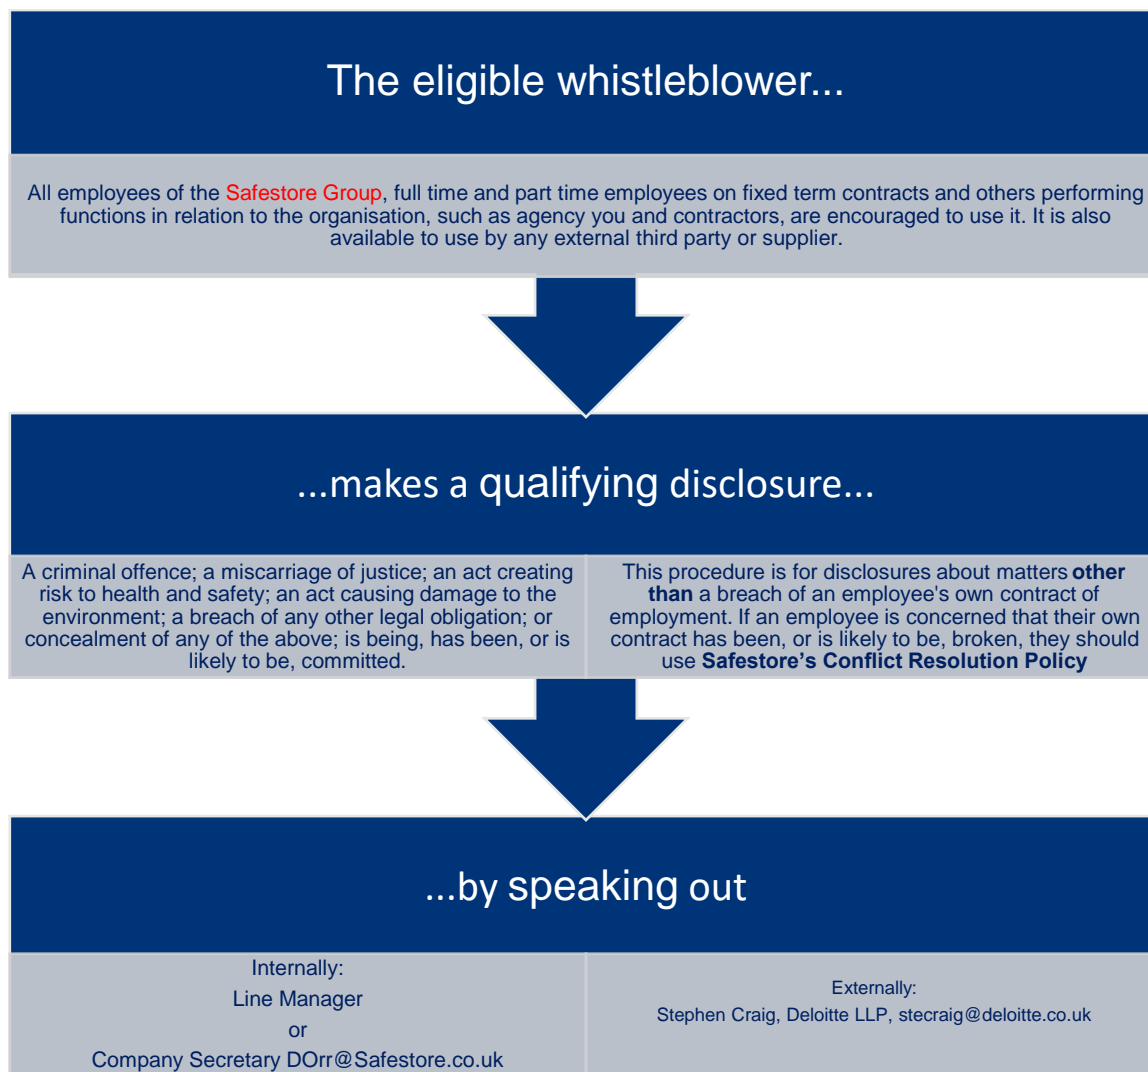 The eligible whistleblower...
All employees of the Safestore Group, full time and part time employees on fixed term contracts and others performing
functions in relation to the organisation, such as agency you and contractors, are encouraged to use it. It is also
available to use by any external third party or supplier.
...makes a qualifying disclosure...
A criminal offence; a miscarriage of justice; an act creating
risk to health and safety; an act causing damage to the
environment; a breach of any other legal obligation; or
concealment of any of the above; is being, has been, or is
likely to be, committed.
This procedure is for disclosures about matters other
than a breach of an employee's own contract of
employment. If an employee is concerned that their own
contract has been, or is likely to be, broken, they should
use Safestore’s Conflict Resolution Policy
...by speaking out
Internally:
Line Manager
or
Company Secretary DOrr@Safestore.co.uk
Externally:
Stephen Craig, Deloitte LLP, stecraig@deloitte.co.uk